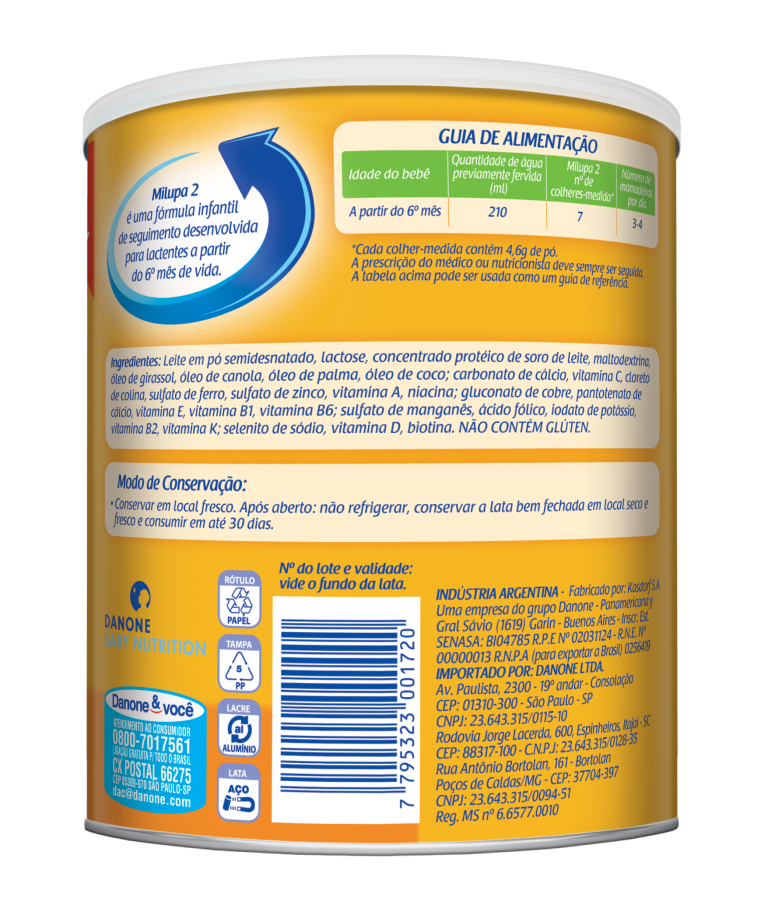 Milupa 2
é uma fórmula infantil
de seguimento desenvolvida
para lactentes a partir
do 6º mês de vida.
GUIA DE ALIMENTAÇÃO
Idade do bebê
Quantidade de água
previamente fervida
(ml)
Milupa 2
nº de
colheres-medida*
Número de
mamadeiras
por dia
A partir do 6º mês 210 7 3-4
*Cada colher-medida contém 4,6g de pó.
A prescrição do médico ou nutricionista deve sempre ser seguida.
A tabela acima pode ser usada como um guia de referência.
Ingredientes: Leite em pó semidesnatado, lactose, concentrado protéico de soro de leite, maltodextrina,
óleo de girassol, óleo de canola, óleo de palma, óleo de coco; carbonato de cálcio, vitamina C, cloreto
de colina, sulfato de ferro, sulfato de zinco, vitamina A, niacina; gluconato de cobre, pantotenato de
cálcio, vitamina E, vitamina B1, vitamina B6; sulfato de manganês, ácido fólico, iodato de potássio,
vitamina B2, vitamina K; selenito de sódio, vitamina D, biotina. NÃO CONTÉM GLÚTEN.
Modo de Conservação:
• Conservar em local fresco. Após aberto: não refrigerar, conservar a lata bem fechada em local seco e
fresco e consumir em até 30 dias.
DANONE
BABY NUTRITION
Danone & você
ATENDIMENTO AO CONSUMIDOR
0800-7017561
LIGAÇÃO GRATUITA P/ TODO O BRASIL
CX POSTAL 66275
CEP 05389-970 SÃO PAULO-SP
dac@danone.com
RÓTULO
PAPEL
TAMPA
5
PP
LACRE
al
ALUMÍNIO
LATA
AÇO
Nº do lote e validade:
vide o fundo da lata.
7 795323 001720
INDÚSTRIA ARGENTINA - Fabricado por: Kasdorf S A
Uma empresa do grupo Danone - Panamericana y
Gral Sávio (1619) Garin - Buenos Aires - Inscr. Est.
SENASA: BI04785 R.P.E Nº 02031124 - R.N.E. Nº
00000013 R.N.P.A (para exportar a Brasil) 0256419
IMPORTADO POR: DANONE LTDA.
Av. Paulista, 2300 - 19º andar - Consolação
CEP: 01310-300 - São Paulo - SP
CNPJ: 23.643.315/0115-10
Rodovia Jorge Lacerda, 600, Espinheiros, Itajaí - SC
CEP: 88317-100 - C.N.P.J: 23.643.315/0128-35
Rua Antônio Bortolan, 161 - Bortolan
Poços de Caldas/MG - CEP: 37704-397
CNPJ: 23.643.315/0094-51
Reg. MS nº 6.6577.0010